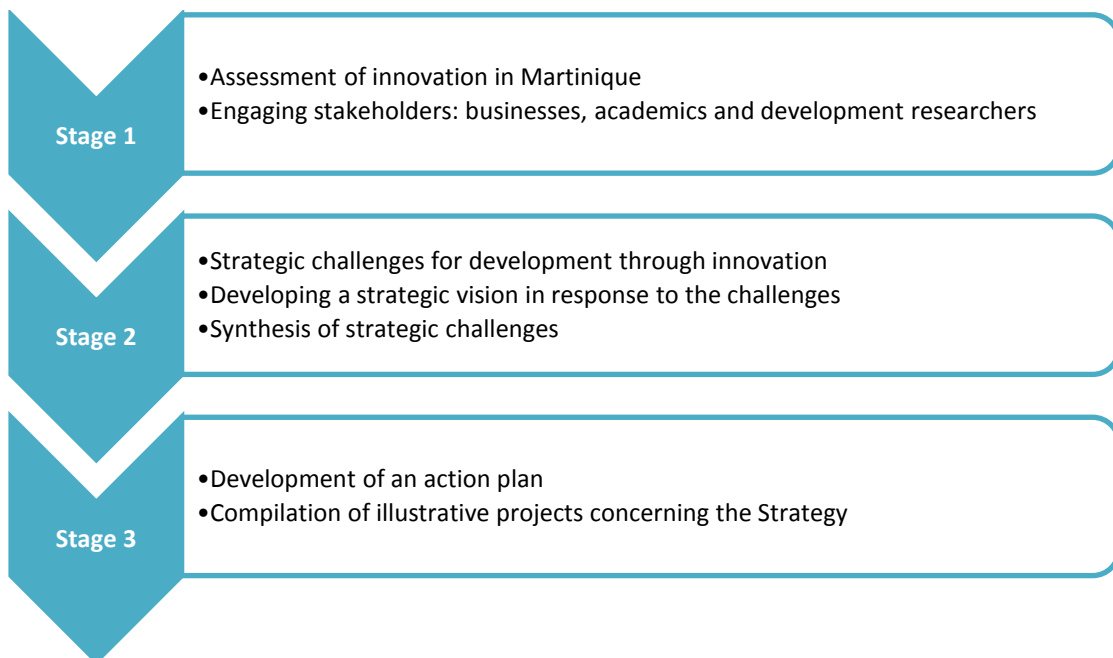 Stage 1
•Assessment of innovation in Martinique
•Engaging stakeholders: businesses, academics and development researchers
Stage 2
•Strategic challenges for development through innovation
•Developing a strategic vision in response to the challenges
•Synthesis of strategic challenges
Stage 3
•Development of an action plan
•Compilation of illustrative projects concerning the Strategy